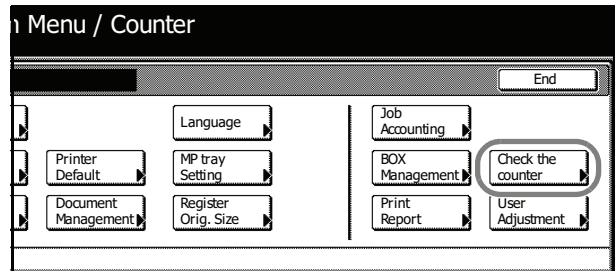 n Menu / Counter
End
Language
Job
Accounting
Printer
Default
MP tray
Setting
BOX
Management
Check the
counter
Document
Management
Register
Orig. Size
Print
Report
User
Adjustment